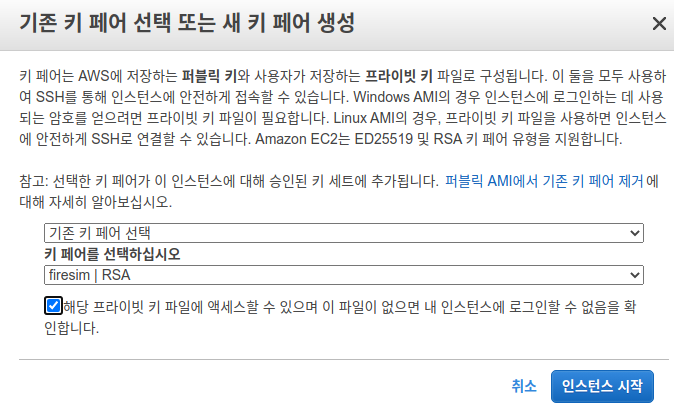 기존 키 페어 선택 또는 새 키 페어 생성
키 페어는 AWS에 저장하는 퍼블릭 키와 사용자가 저장하는 프라이빗 키 파일로 구성됩니다. 이 둘을 모두 사용하
여 SSH를 통해 인스턴스에 안전하게 접속할 수 있습니다. Windows AMI의 경우 인스턴스에 로그인하는 데 사용
되는 암호를 얻으려면 프라이빗 키 파일이 필요합니다. Linux AMI의 경우, 프라이빗 키 파일을 사용하면 인스턴스
에 안전하게 SSH로 연결할 수 있습니다. Amazon EC2는 ED25519 및 RSA 키 페어 유형을 지원합니다.
참고: 선택한 키 페어가 이 인스턴스에 대해 승인된 키 세트에 추가됩니다. 퍼블릭 AMI에서 기존 키 페어 제거에
대해 자세히 알아보십시오.
기존 키 페어 선택
키 페어를 선택하십시오
firesim | RSA
해당 프라이빗 키 파일에 액세스할 수 있으며 이 파일이 없으면 내 인스턴스에 로그인할 수 없음을 확
인합니다.
취소 인스턴스 시작